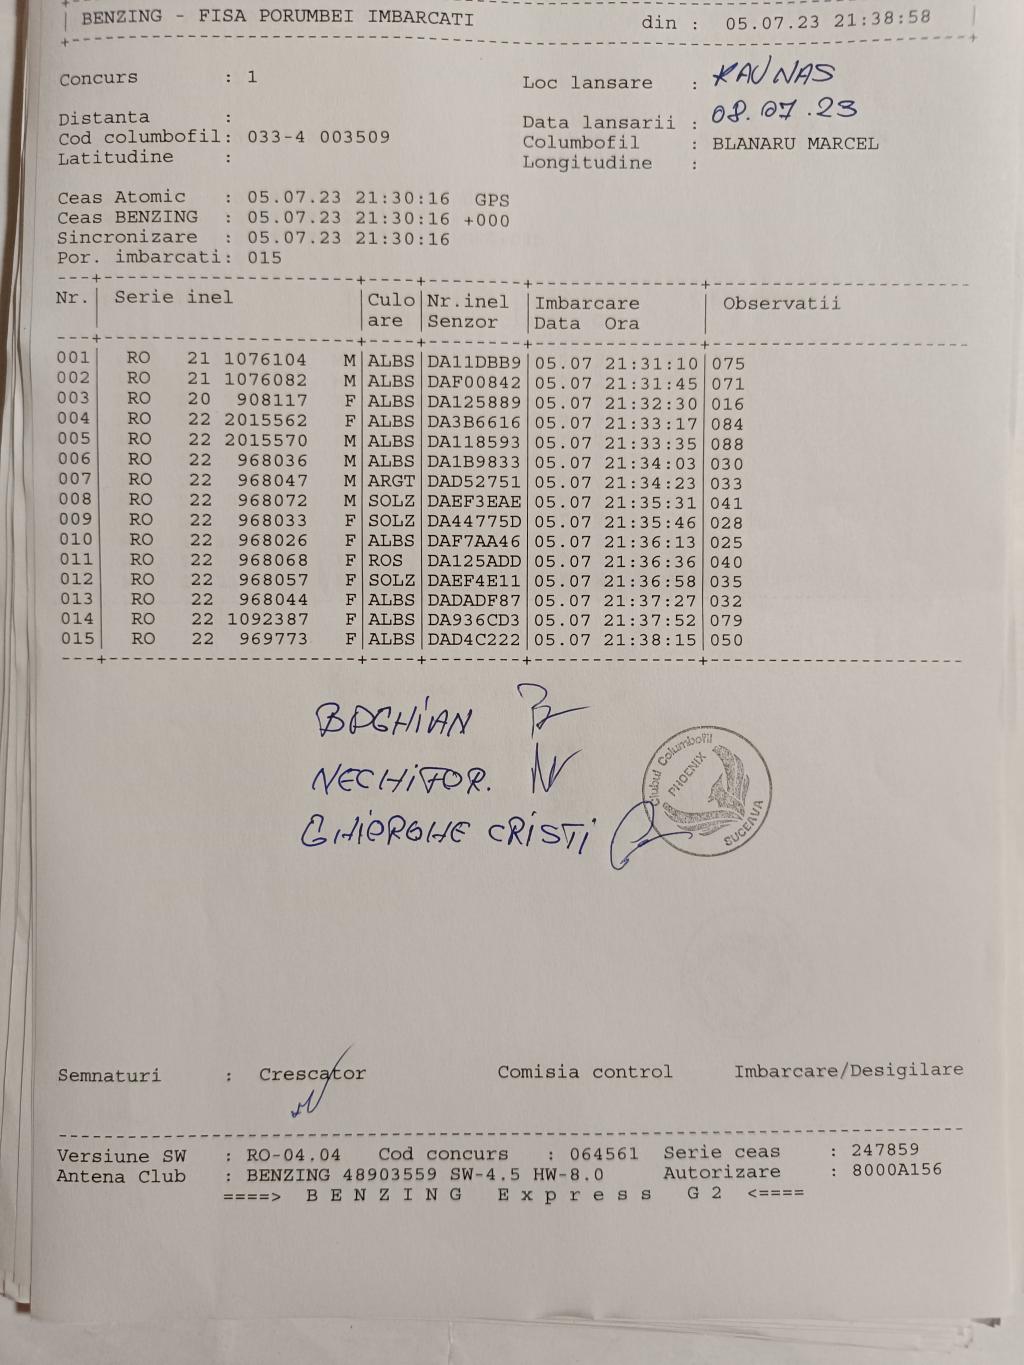 BENZING - FISA PORUMBEI IMBARCATI din : 05.07.23 21:38:58
Concurs : 1 Loc lansare : KAUNAS
Distanta : Data lansarii : 08.07.23
Cod columbofil: 033-4 003509 Columbofil : BLANARU MARCEL
Latitudine : Longitudine :
Ceas Atomic : 05.07.23 21:30:16 GPS
Ceas BENZING : 05.07.23 21:30:16 +000
Sincronizare : 05.07.23 21:30:16
Por. imbarcati: 015
Nr. Serie inel Culo Nr.inel Imbarcare Observatii
are Senzor Data Ora
001 RO 21 1076104 M ALBS DA11DBB9 05.07 21:31:10 075
002 RO 21 1076082 M ALBS DAF00842 05.07 21:31:45 071
003 RO 20 908117 F ALBS DA125889 05.07 21:32:30 016
004 RO 22 2015562 F ALBS DA3B6616 05.07 21:33:17 084
005 RO 22 2015570 M ALBS DA118593 05.07 21:33:35 088
006 RO 22 968036 M ALBS DA1B9833 05.07 21:34:03 030
007 RO 22 968047 M ARGT DAD52751 05.07 21:34:23 033
008 RO 22 968072 M SOLZ DAEF3EAE 05.07 21:35:31 041
009 RO 22 968033 F SOLZ DA44775D 05.07 21:35:46 028
010 RO 22 968026 F ALBS DAF7AA46 05.07 21:36:13 025
011 RO 22 968068 F ROS DA125ADD 05.07 21:36:36 040
012 RO 22 968057 F SOLZ DAEF4E11 05.07 21:36:58 035
013 RO 22 968044 F ALBS DADADF87 05.07 21:37:27 032
014 RO 22 1092387 F ALBS DA936CD3 05.07 21:37:52 079
015 RO 22 969773 F ALBS DAD4C222 05.07 21:38:15 050
BOGHIAN
NECHIFOR.
GHIERGHE CRISTI
Clubul Columbofil
PHOENIX
SUCEAVA
Semnaturi : Crescator Comisia control Imbarcare/Desigilare
Versiune SW : RO-04.04 Cod concurs : 064561 Serie ceas : 247859
Antena Club : BENZING 48903559 SW-4.5 HW-8.0 Autorizare : 8000A156
====> B E N Z I N G E x p r e s s G 2 <====